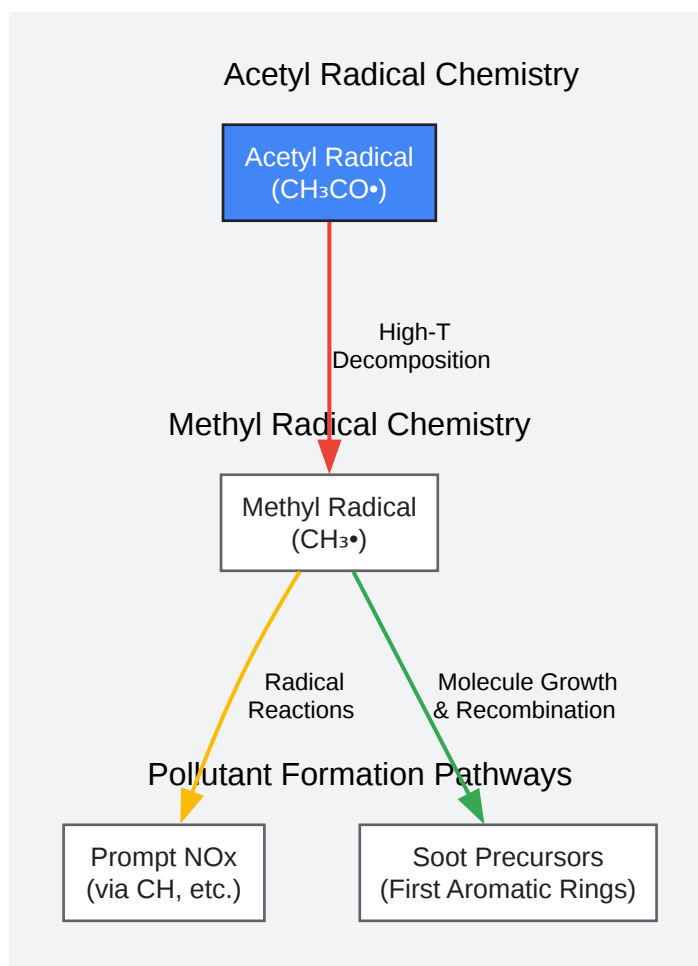 Acetyl Radical Chemistry
Acetyl Radical
(CH₃CO•)
High-T
Decomposition
Methyl Radical Chemistry
Methyl Radical
(CH₃•)
Radical
Reactions
Molecule Growth
& Recombination
Pollutant Formation Pathways
Prompt NOx
(via CH, etc.)
Soot Precursors
(First Aromatic Rings)